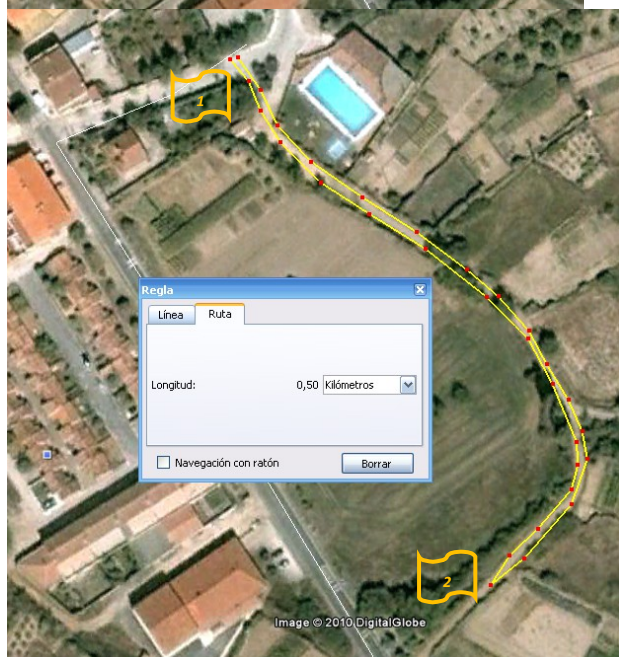 1
Regla
Línea
Ruta
Longitud:
0,50 Kilómetros
Navegación con ratón
Borrar
2
Image © 2010 DigitalGlobe